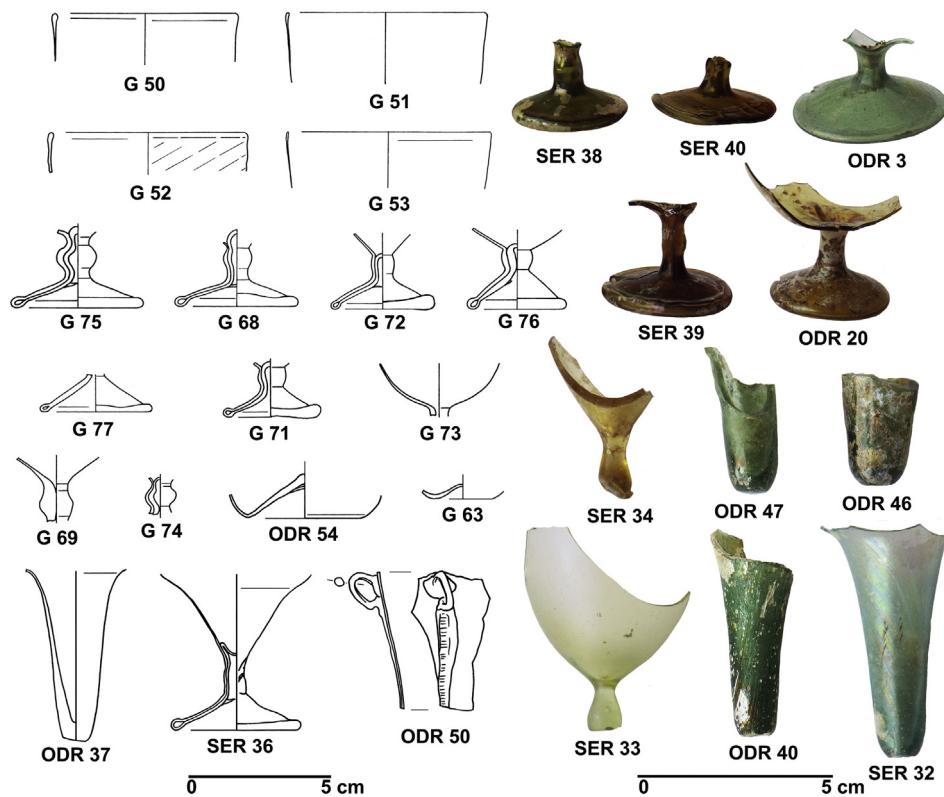 G 50
G 51
SER 38
SER 40
ODR 3
G 52
G 53
G 75
G 68
G 72
G 76
SER 39
ODR 20
G 77
G 71
G 73
G 69
G 74
ODR 54
G 63
SER 34
ODR 47
ODR 46
ODR 37
SER 36
ODR 50
SER 33
ODR 40
SER 32
0 5 cm
0 5 cm